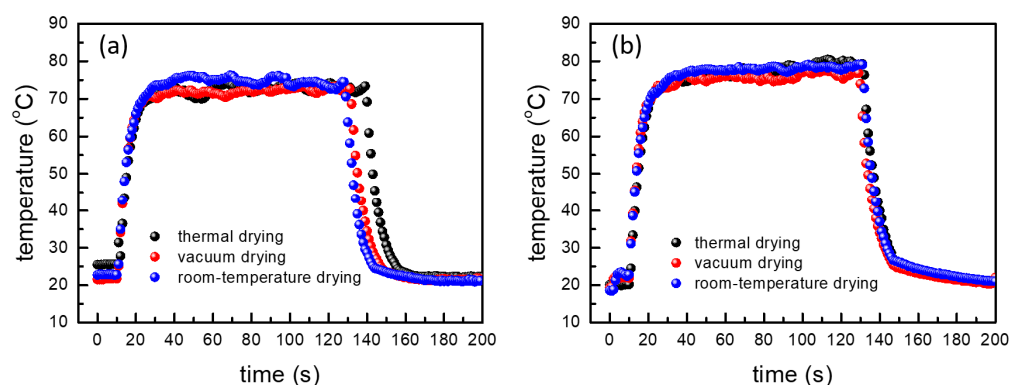 (a)
temperature (°C)
90
80
70
60
50
40
30
20
10
thermal drying
vacuum drying
room-temperature drying
0 20 40 60 80 100 120 140 160 180 200
time (s)
(b)
temperature (°C)
90
80
70
60
50
40
30
20
10
thermal drying
vacuum drying
room-temperature drying
0 20 40 60 80 100 120 140 160 180 200
time (s)